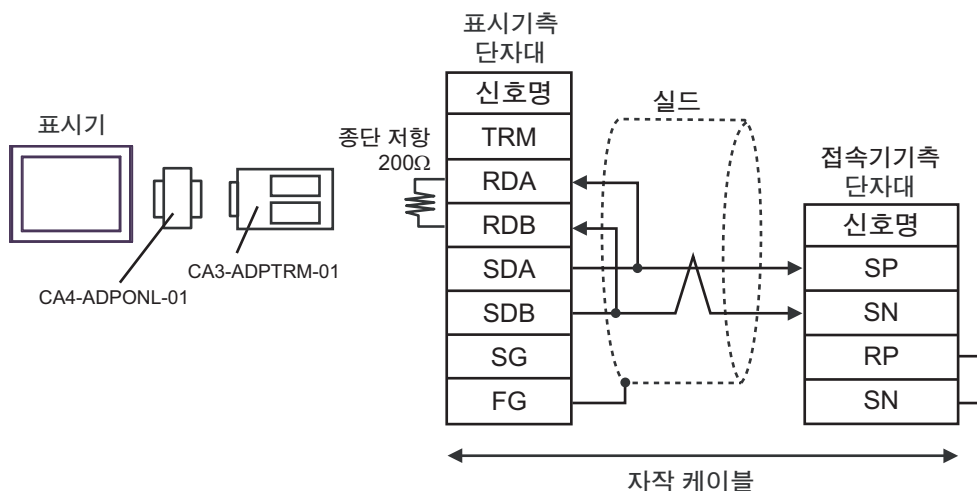 표시기
CA4-ADPONL-01
CA3-ADPTRM-01
표시기측
단자대
신호명
TRM
RDA
RDB
SDA
SDB
SG
FG
종단 저항
200Ω
실드
접속기기측
단자대
신호명
SP
SN
RP
SN
자작 케이블